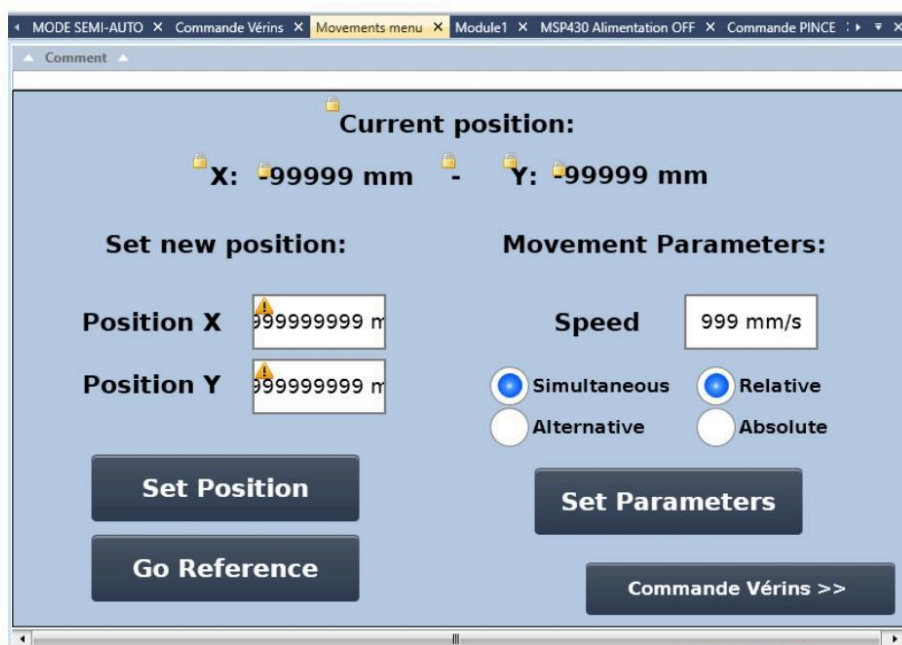 MODE SEMI-AUTO × Commande Vérins × Movements menu × Module1 × MSP430 Alimentation OFF × Commande PINCE
Comment
Current position:
X: -99999 mm - Y: -99999 mm
Set new position: Movement Parameters:
Position X 999999999 m Speed 999 mm/s
Position Y 999999999 m Simultaneous Relative
Alternative Absolute
Set Position Set Parameters
Go Reference
Commande Vérins >>